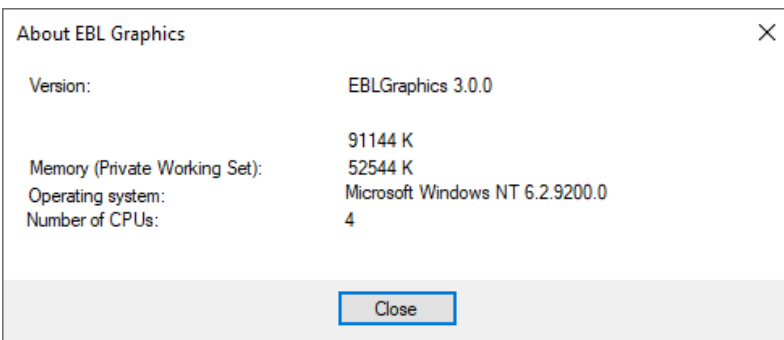 About EBL Graphics
Version: EBLGraphics 3.0.0
91144 K
Memory (Private Working Set): 52544 K
Operating system: Microsoft Windows NT 6.2.9200.0
Number of CPUs: 4
Close